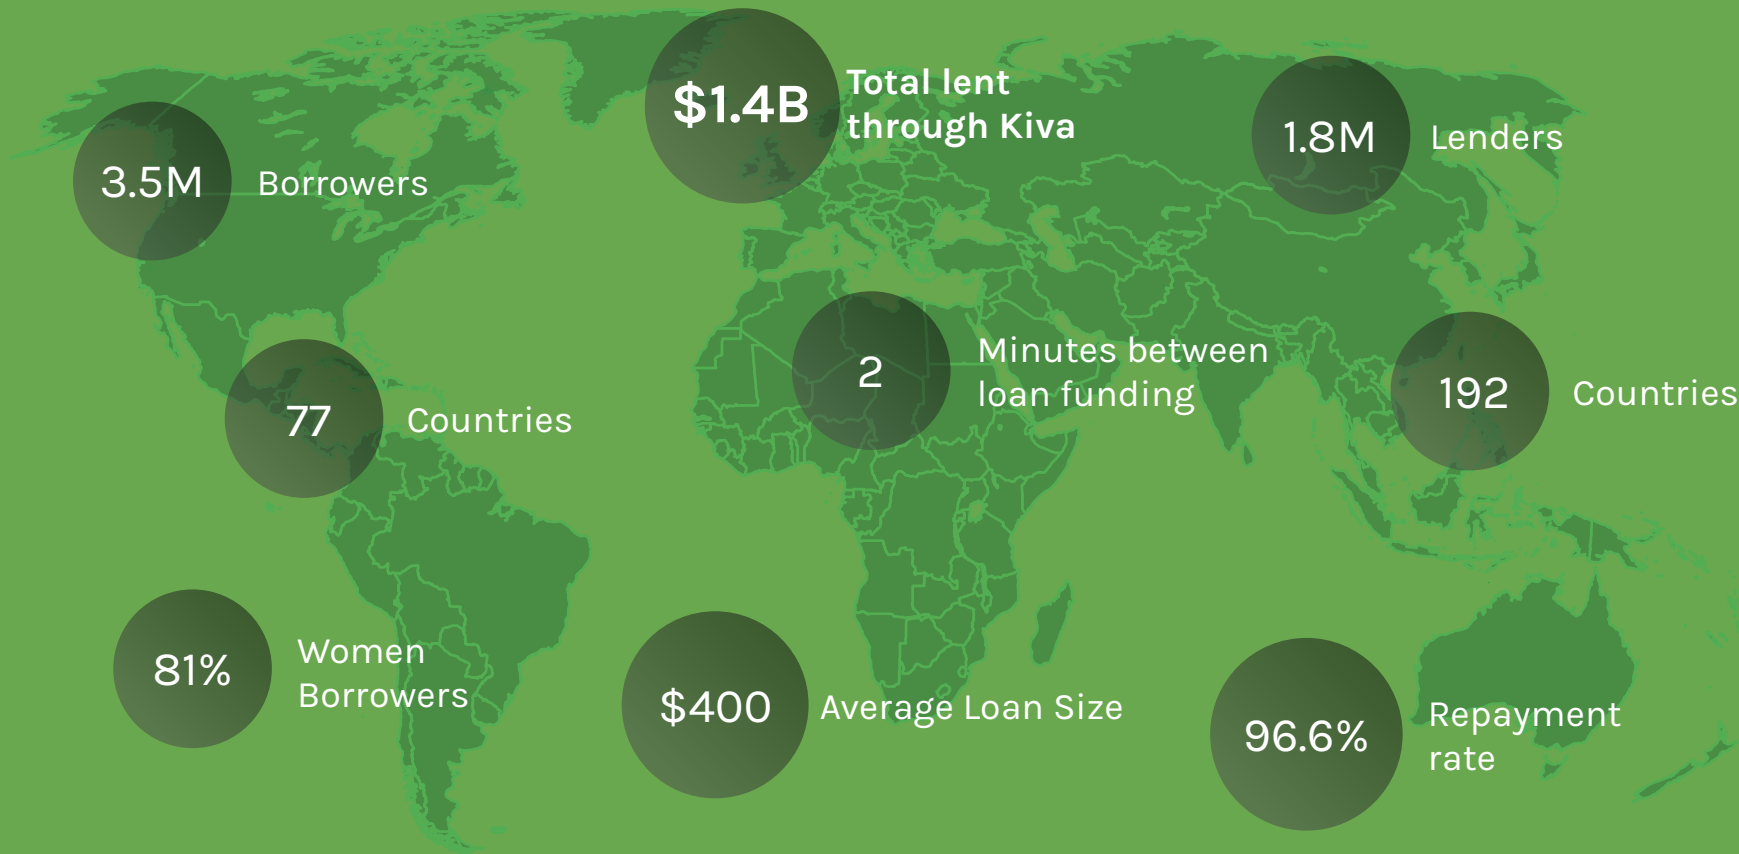 $1.4B
Total lent
through Kiva
3.5M
Borrowers
1.8M
Lenders
77
Countries
2
Minutes between
loan funding
192
Countries
81%
Women
Borrowers
$400
Average Loan Size
96.6%
Repayment
rate